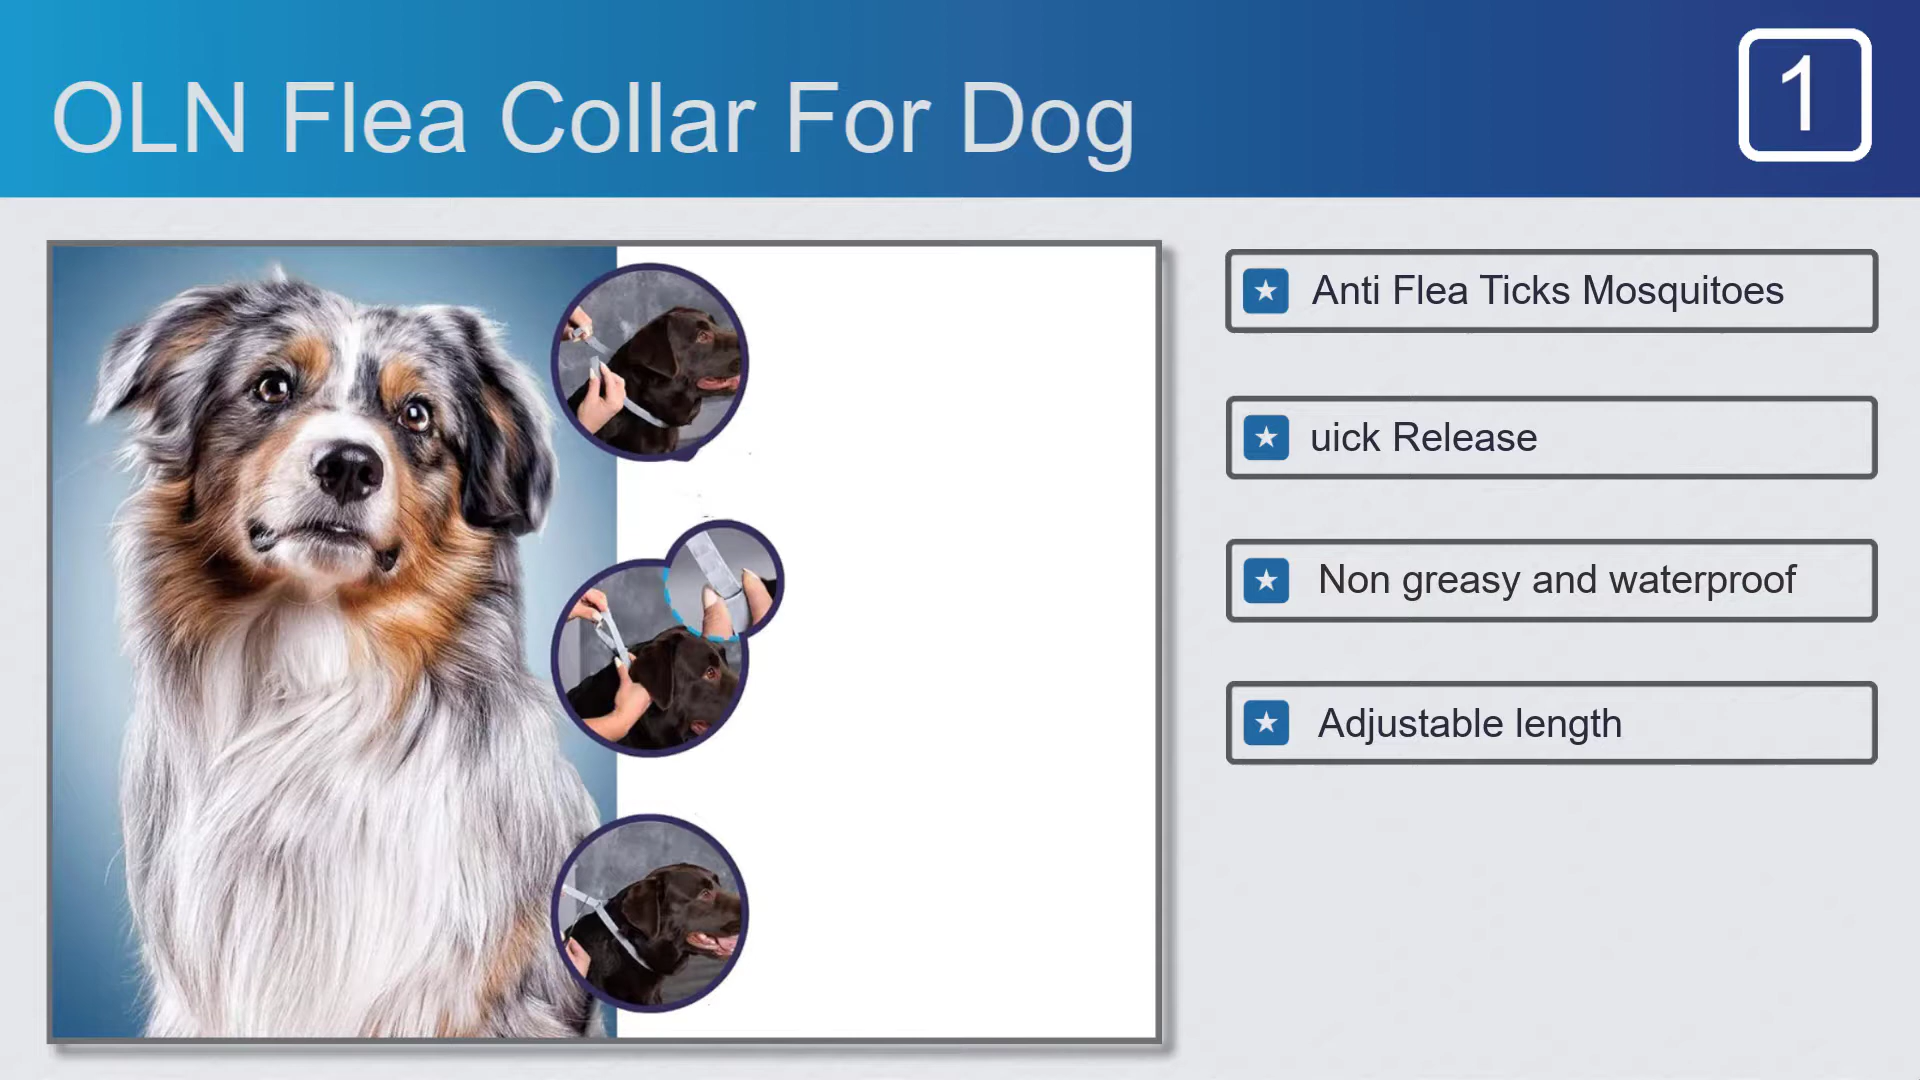 OLN Flea Collar For Dog
1
Anti Flea Ticks Mosquitoes
uick Release
Non greasy and waterproof
Adjustable length